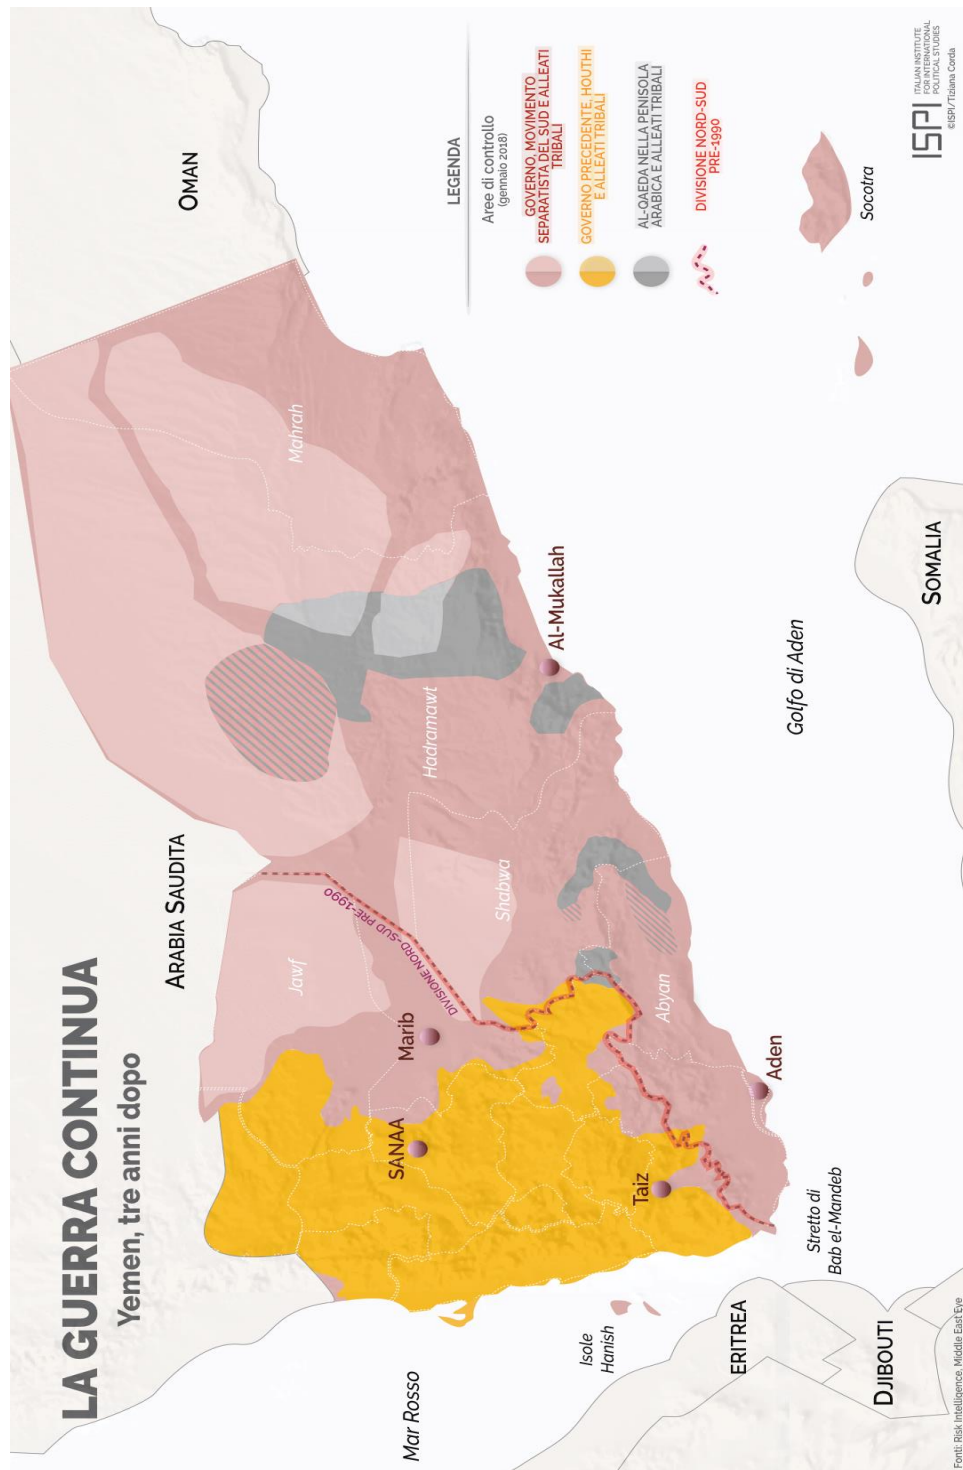 LA GUERRA CONTINUA
Yemen, tre anni dopo
ARABIA SAUDITA
OMAN
LEGENDA
Aree di controllo
(gennaio 2018)
GOVERNO, MOVIMENTO
SEPARATISTA DEL SUD E ALLEATI
TRIBALI
GOVERNO PRECEDENTE, HOUTHI
E ALLEATI TRIBALI
AL-QAEDA NELLA PENISOLA
ARABICA E ALLEATI TRIBALI
DIVISIONE NORD-SUD
PRE-1990
Mahrah
Jawf
DIVISIONE NORD-SUD PRE-1990
Hadramawt
Marib
SANAA
Shabwa
Al-Mukallah
Abyan
Taiz
Aden
Mar Rosso
Isole
Hanish
Stretto di
Bab el-Mandeb
Golfo di Aden
Socotra
ERITREA
DJIBOUTI
SOMALIA
ISPI
ITALIAN INSTITUTE
FOR INTERNATIONAL
POLITICAL STUDIES
©ISPI/Tiziana Corda
Fonti: Risk Intelligence, Middle East Eye